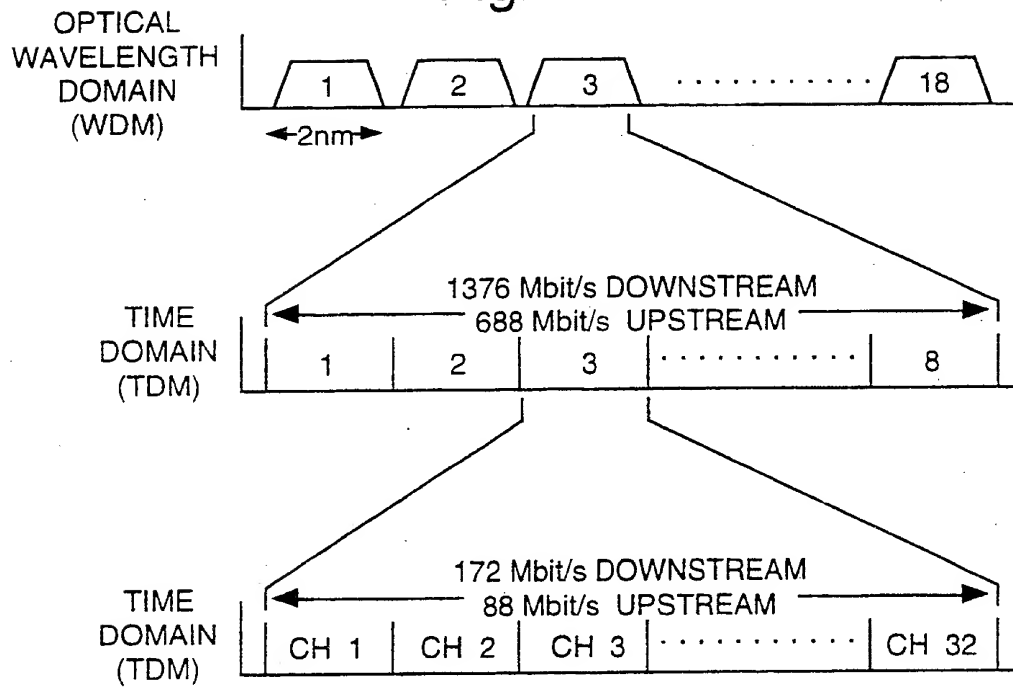 OPTICAL
WAVELENGTH
DOMAIN
(WDM)
1
2
3
18
2nm
TIME
DOMAIN
(TDM)
1376 Mbit/s DOWNSTREAM
688 Mbit/s UPSTREAM
1
2
3
8
TIME
DOMAIN
(TDM)
172 Mbit/s DOWNSTREAM
88 Mbit/s UPSTREAM
CH 1
CH 2
CH 3
CH 32